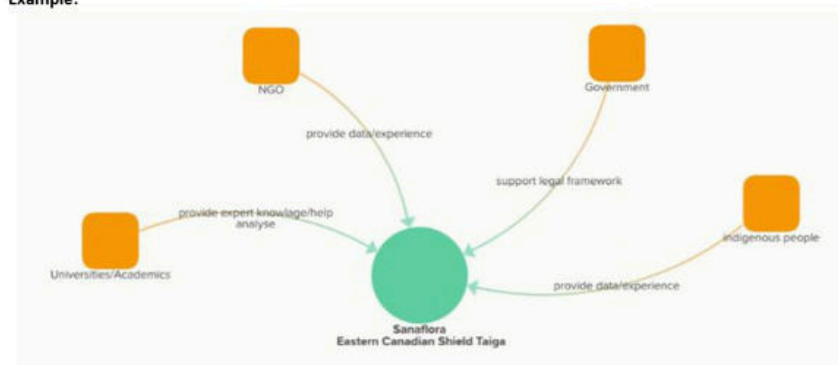 Example:
NGO
Government
provide data/experience
support legal framework
provide expert knowlage/help
analyse
indigenous people
Universities/Academics
provide data/experience
Sanaflora
Eastern Canadian Shield Taiga